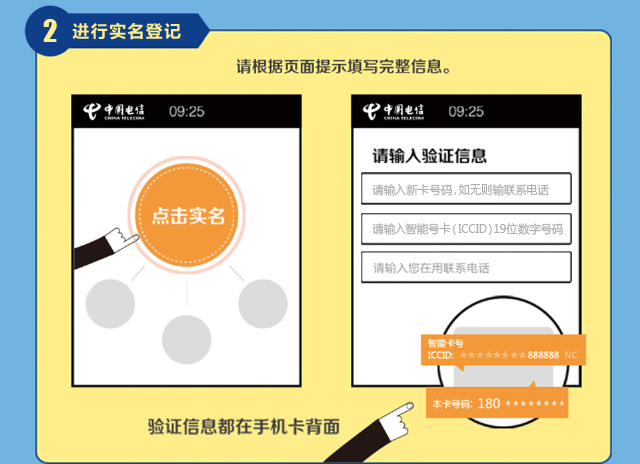 2 进行实名登记
请根据页面提示填写完整信息。
中国电信 09:25
CHINA TELECOM
点击实名
中国电信 09:25
CHINA TELECOM
请输入验证信息
请输入新卡号码,如无则输联系电话
请输入智能号卡(ICCID)19位数字号码
请输入您在用联系电话
智能卡号
ICCID: ********888888 NC
本卡号码: 180 ********
验证信息都在手机卡背面